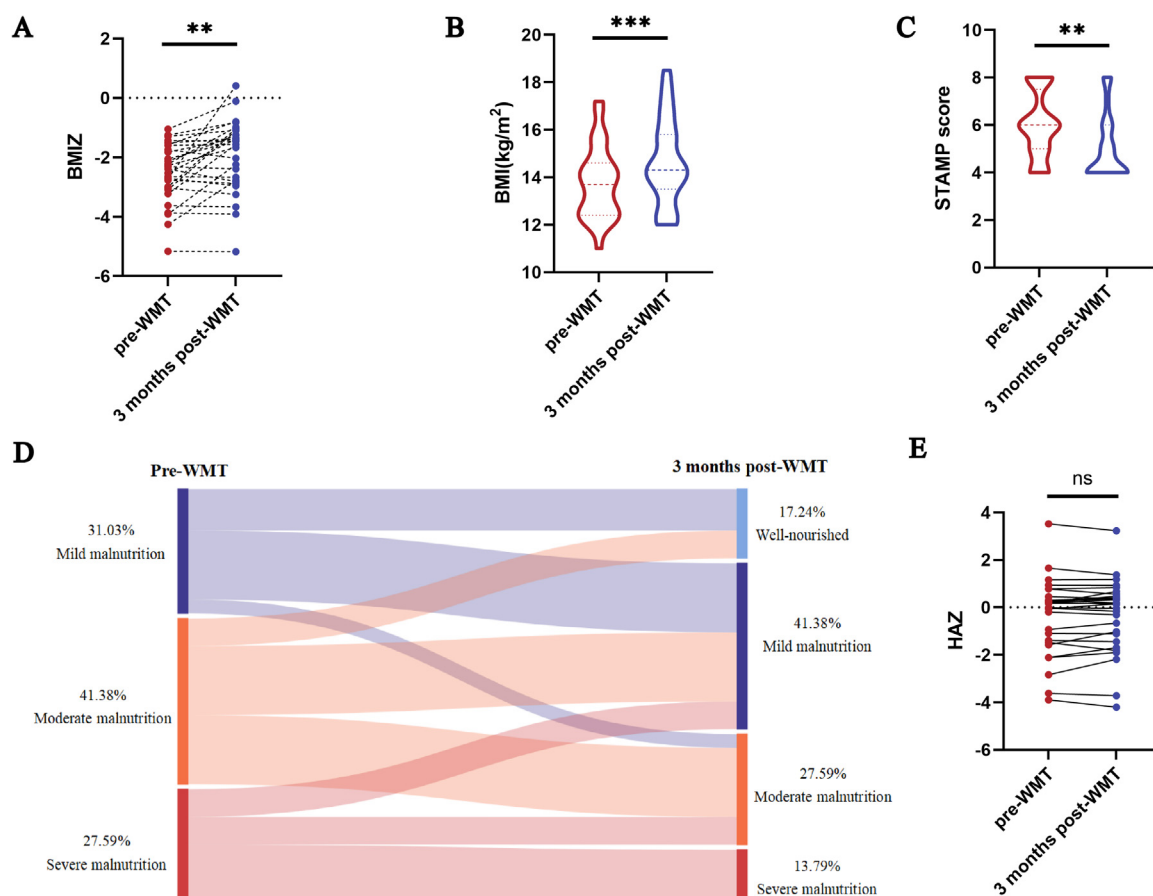 A
**
BMIZ
2
0
-2
-4
-6
pre-WMT
3 months post-WMT
B
***
BMI(kg/m²)
20
18
16
14
12
10
pre-WMT
3 months post-WMT
C
**
STAMP score
10
8
6
4
2
0
pre-WMT
3 months post-WMT
D
Pre-WMT
3 months post-WMT
31.03%
Mild malnutrition
41.38%
Moderate malnutrition
27.59%
Severe malnutrition
17.24%
Well-nourished
41.38%
Mild malnutrition
27.59%
Moderate malnutrition
13.79%
Severe malnutrition
E
ns
HAZ
4
2
0
-2
-4
-6
pre-WMT
3 months post-WMT